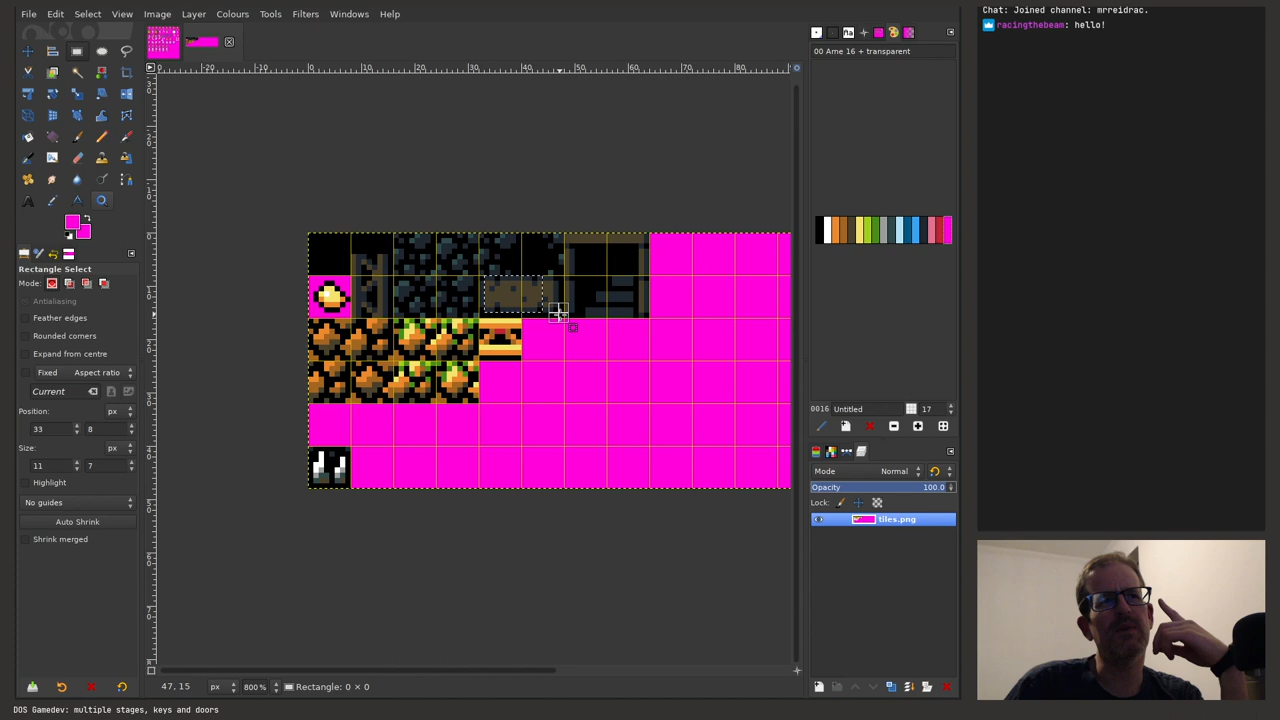 File Edit Select View Image Layer Colours Tools Filters Windows Help
Chat: Joined channel: mrreidrac.
racingthebeam: hello!
00 Arne 16 + transparent
Rectangle Select
Mode:
Antialiasing
Feather edges
Rounded corners
Expand from centre
Fixed Aspect ratio
Current
Position: px
33 8
Size: px
11 7
Highlight
No guides
Auto Shrink
Shrink merged
0016 Untitled 17
Mode Normal
Opacity 100.0
Lock:
tiles.png
47, 15 px 800 % Rectangle: 0 × 0
DOS Gamedev: multiple stages, keys and doors